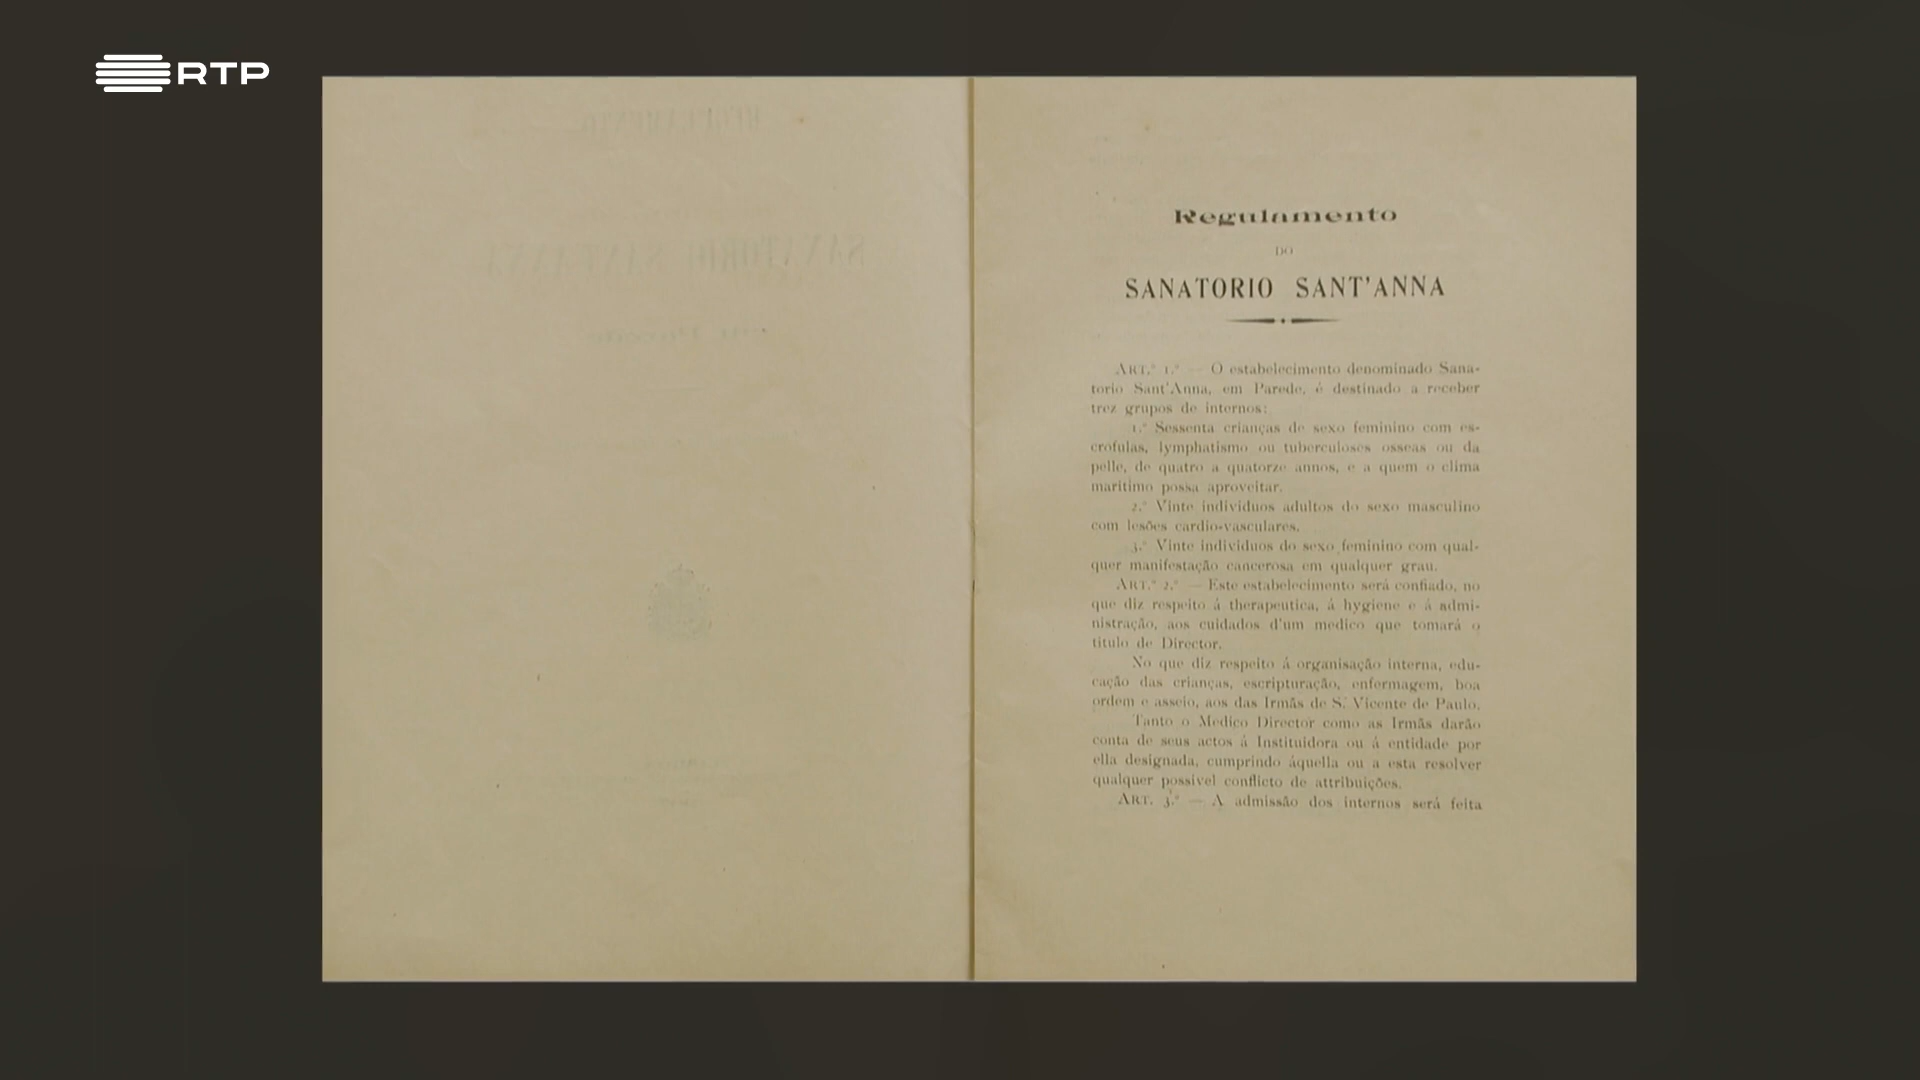 RTP
Regulamento
DO
SANATORIO SANT'ANNA
ART.º 1.º — O estabelecimento denominado Sana-
torio Sant'Anna, em Parede, é destinado a receber
trez grupos de internos:
1.º Sessenta crianças de sexo feminino com es-
crofulas, lymphatismo ou tuberculoses osseas ou da
pelle, de quatro a quatorze annos, e a quem o clima
maritimo possa aproveitar.
2.º Vinte individuos adultos do sexo masculino
com lesões cardio-vasculares.
3.º Vinte individuos do sexo feminino com qual-
quer manifestação cancerosa em qualquer grau.
ART.º 2.º — Este estabelecimento será confiado, no
que diz respeito á therapeutica, á hygiene e á admi-
nistração, aos cuidados d'um medico que tomará o
titulo de Director.
No que diz respeito á organisação interna, edu-
cação das crianças, escripturação, enfermagem, boa
ordem e asseio, aos das Irmãs de S. Vicente de Paulo.
Tanto o Medico Director como as Irmãs darão
conta de seus actos á Instituidora ou á entidade por
ella designada, cumprindo áquella ou a esta resolver
qualquer possivel conflicto de attribuições.
ART. 3.º — A admissão dos internos será feita